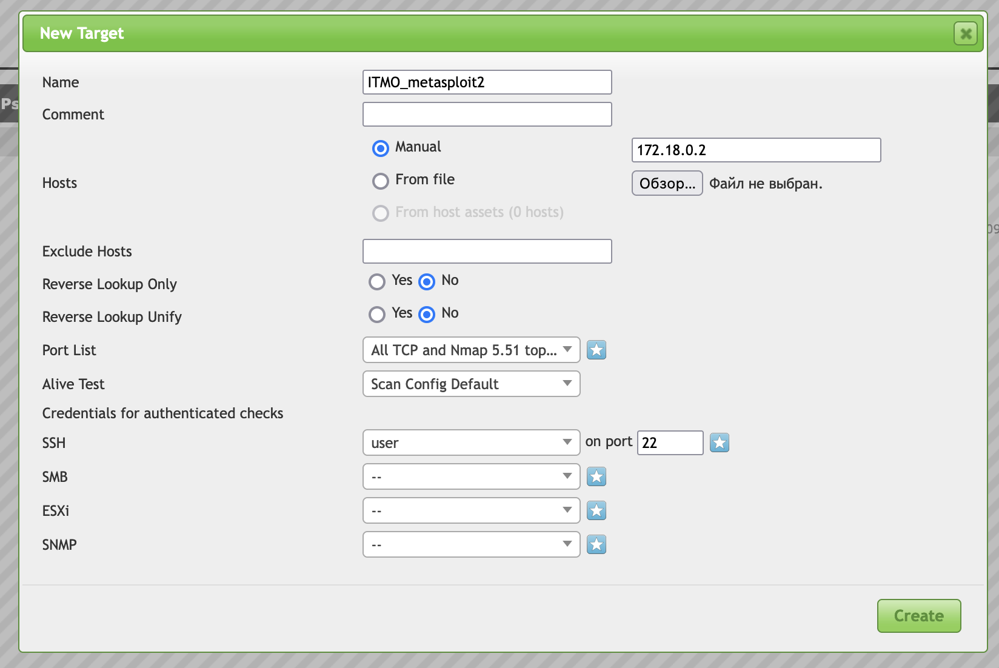 New Target
Ps
Name ITMO_metasploit2
Comment
Manual 172.18.0.2
Hosts
From file Обзор... Файл не выбран.
From host assets (0 hosts)
09
Exclude Hosts
Reverse Lookup Only Yes No
Reverse Lookup Unify Yes No
Port List All TCP and Nmap 5.51 top...
Alive Test Scan Config Default
Credentials for authenticated checks
SSH user on port 22
SMB --
ESXi --
SNMP --
Create